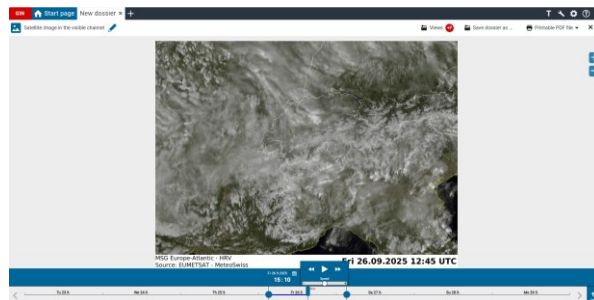 GIN Start page New dossier × +
Satellite image in the visible channel Views Save dossier as ... Printable PDF file
MSG Europe-Atlantic - HRV
Source: EUMETSAT - MeteoSwiss
Fri 26.09.2025 12:45 UTC
15:10
Speed
Tu 23.9. We 24.9. Th 25.9. Fr 26.9. Sa 27.9. Su 28.9. Mo 29.9.